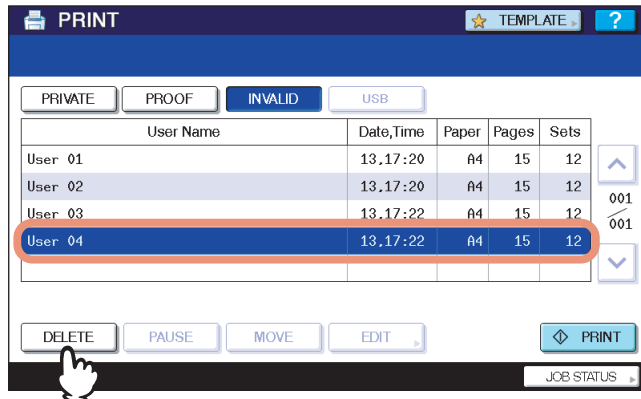 PRINT TEMPLATE ?
PRIVATE PROOF INVALID USB
User Name Date,Time Paper Pages Sets
User 01 13,17:20 A4 15 12
User 02 13,17:20 A4 15 12
User 03 13,17:22 A4 15 12
User 04 13,17:22 A4 15 12
001
001
DELETE PAUSE MOVE EDIT PRINT
JOB STATUS